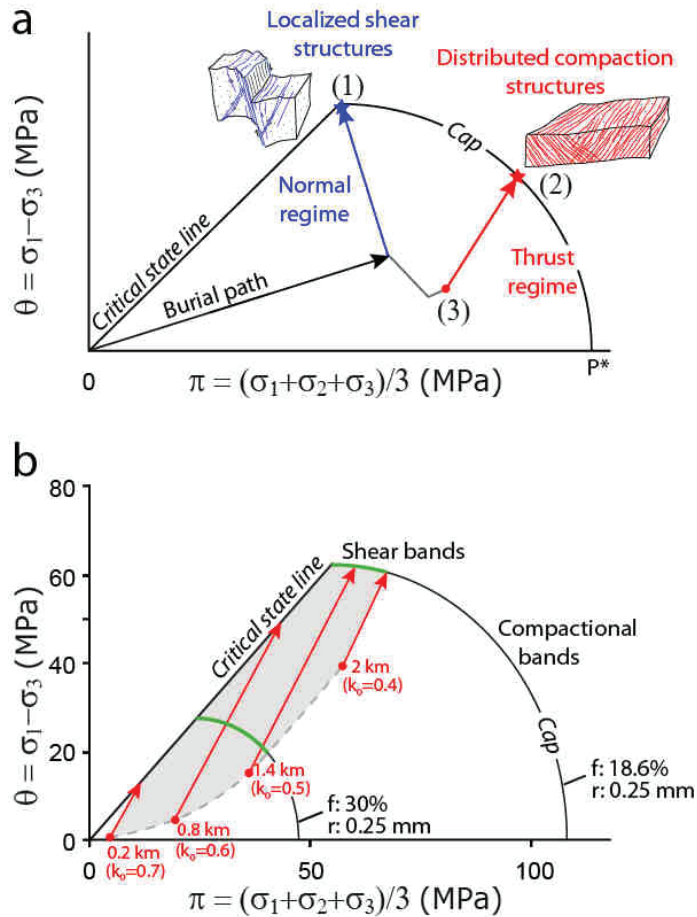 a
Localized shear
structures
Distributed compaction
structures
(1)
Cap
(2)
Normal
regime
Thrust
regime
Critical state line
Burial path
(3)
θ = σ1−σ3 (MPa)
0
π = (σ1+σ2+σ3)/3 (MPa)
P*
b
80
60
40
20
0
θ = σ1−σ3 (MPa)
Shear bands
Critical state line
Compactional
bands
2 km
(k0=0.4)
Cap
1.4 km
(k0=0.5)
f: 18.6%
r: 0.25 mm
f: 30%
r: 0.25 mm
0.8 km
(k0=0.6)
0.2 km
(k0=0.7)
0
50
100
π = (σ1+σ2+σ3)/3 (MPa)